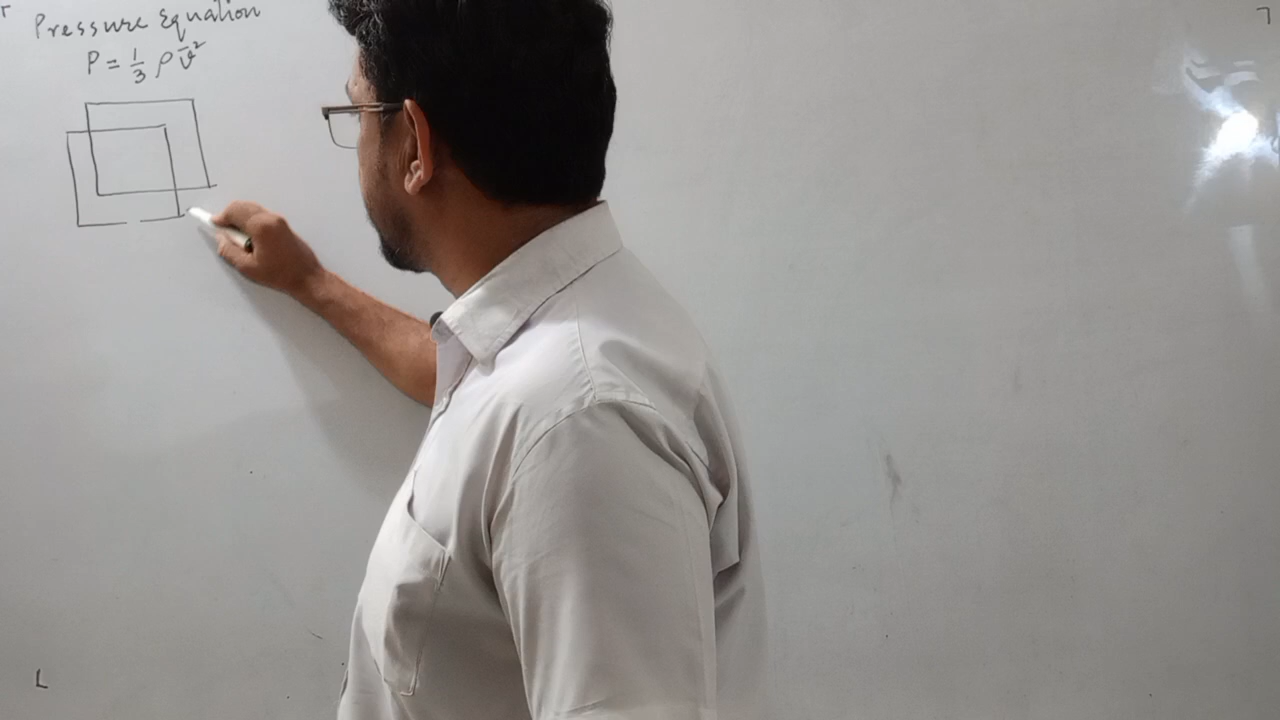 Pressure Equation
P = 1/3 ρ v̄²